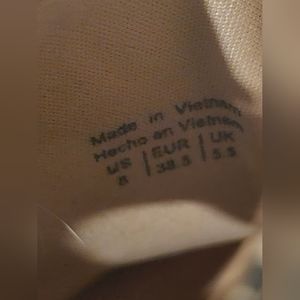 Made in Vietnam
Hecho en Vietnam
US | EUR | UK
8 | 38.5 | 5.5